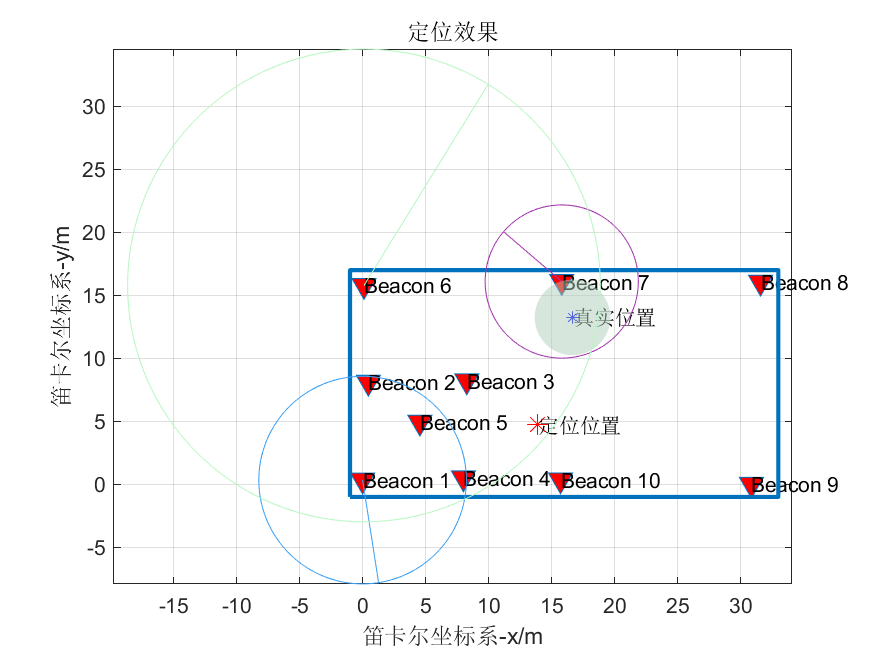 定位效果
笛卡尔坐标系-y/m
30
25
20
15
10
5
0
-5
Beacon 6
Beacon 7
Beacon 8
真实位置
Beacon 2
Beacon 3
Beacon 5
定位位置
Beacon 1
Beacon 4
Beacon 10
Beacon 9
-15 -10 -5 0 5 10 15 20 25 30
笛卡尔坐标系-x/m